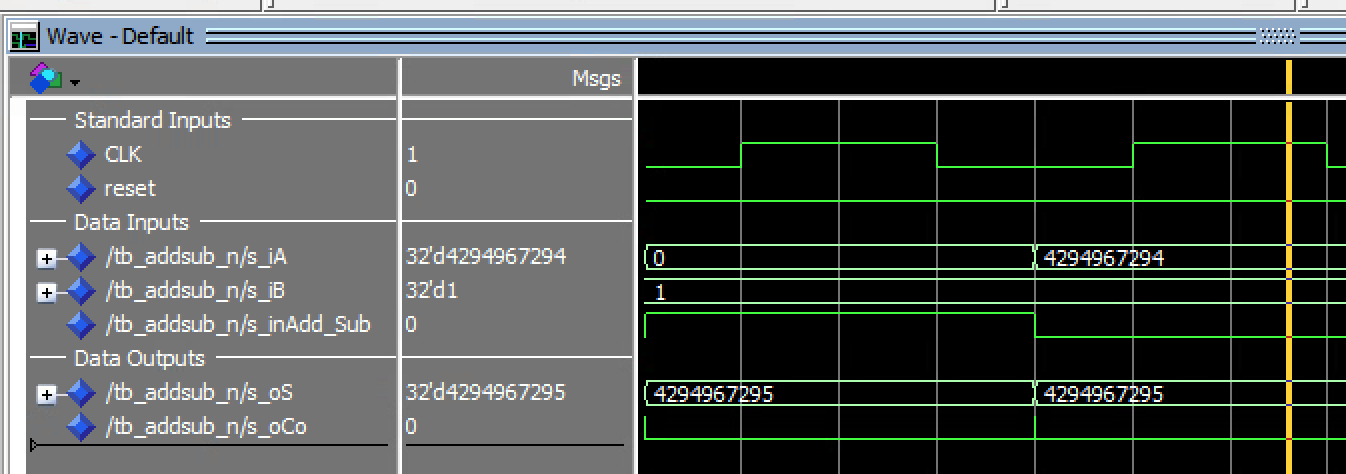 Wave - Default
Msgs
Standard Inputs
CLK 1
reset 0
Data Inputs
/tb_addsub_n/s_iA 32'd4294967294 0 4294967294
/tb_addsub_n/s_iB 32'd1 1
/tb_addsub_n/s_inAdd_Sub 0
Data Outputs
/tb_addsub_n/s_oS 32'd4294967295 4294967295 4294967295
/tb_addsub_n/s_oCo 0